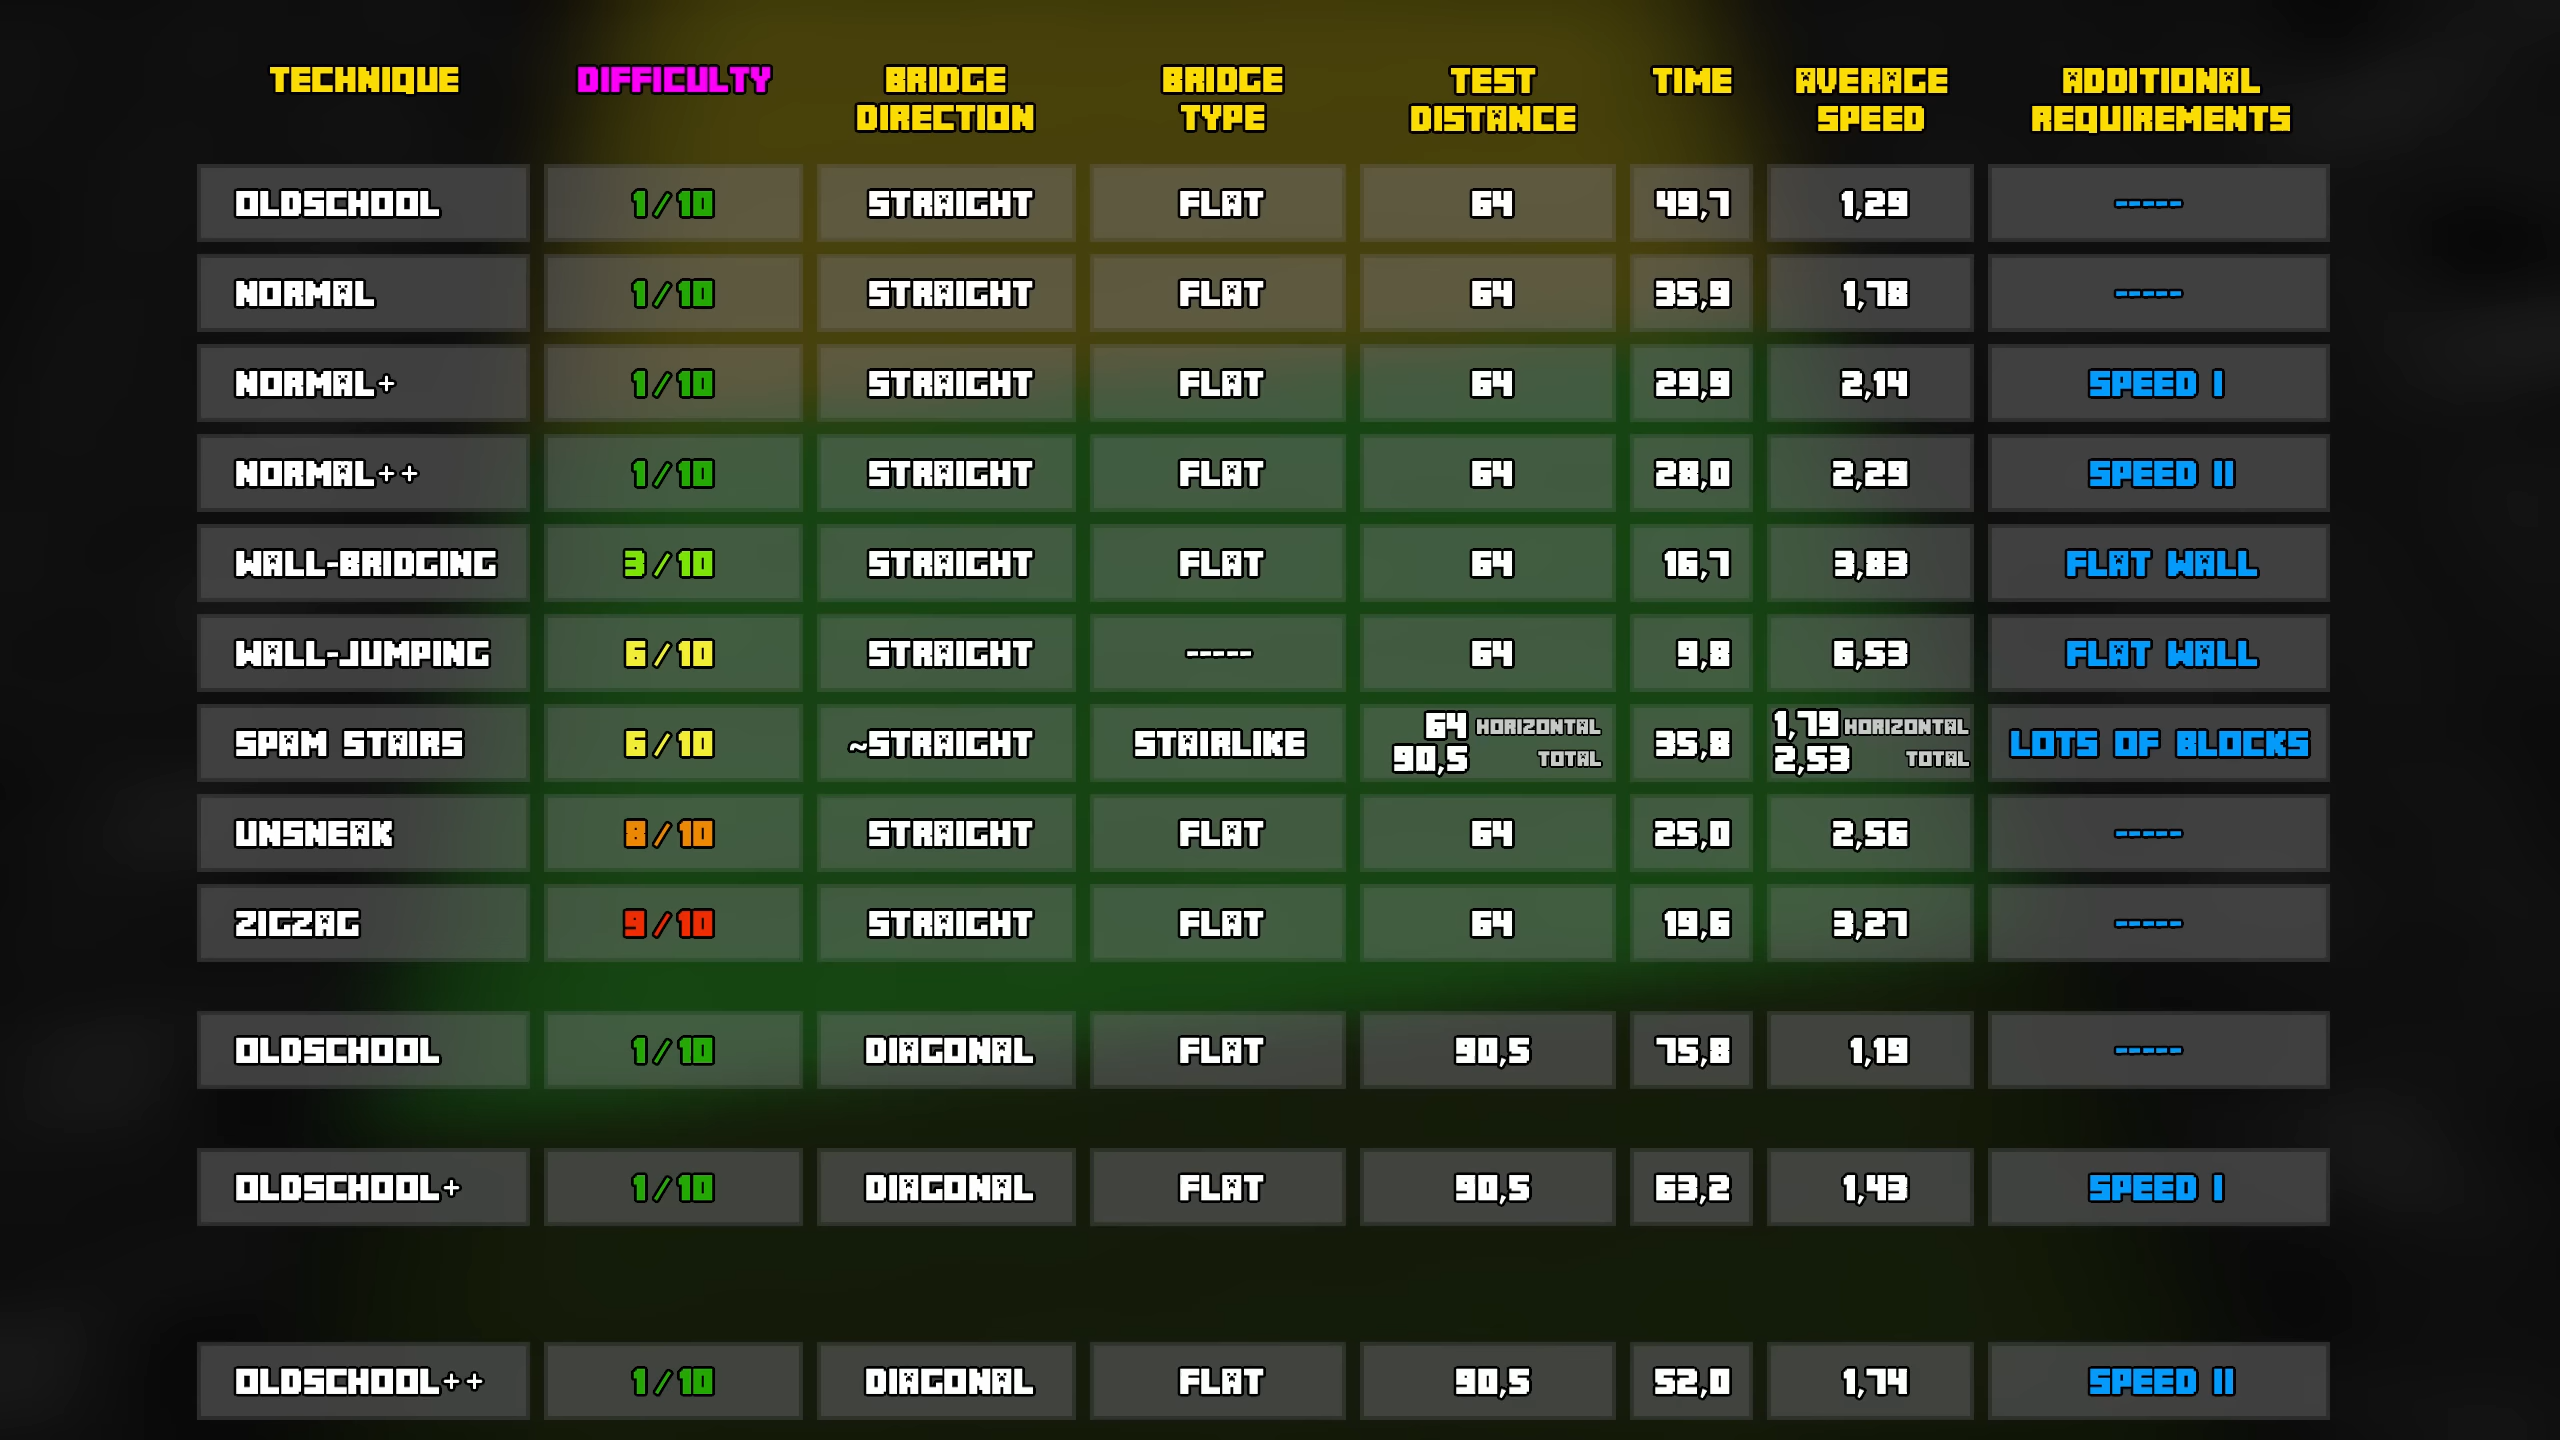 TECHNIQUE DIFFICULTY BRIDGE DIRECTION BRIDGE TYPE TEST DISTANCE TIME AVERAGE SPEED ADDITIONAL REQUIREMENTS
OLDSCHOOL 1/10 STRAIGHT FLAT 64 49,7 1,29 -----
NORMAL 1/10 STRAIGHT FLAT 64 35,9 1,78 -----
NORMAL+ 1/10 STRAIGHT FLAT 64 29,9 2,14 SPEED I
NORMAL++ 1/10 STRAIGHT FLAT 64 28,0 2,29 SPEED II
WALL-BRIDGING 3/10 STRAIGHT FLAT 64 16,7 3,83 FLAT WALL
WALL-JUMPING 6/10 STRAIGHT ----- 64 9,8 6,53 FLAT WALL
SPAM STAIRS 6/10 ~STRAIGHT STAIRLIKE 64 HORIZONTAL 90,5 TOTAL 35,8 1,79 HORIZONTAL 2,53 TOTAL LOTS OF BLOCKS
UNSNEAK 8/10 STRAIGHT FLAT 64 25,0 2,56 -----
ZIGZAG 9/10 STRAIGHT FLAT 64 19,6 3,27 -----
OLDSCHOOL 1/10 DIAGONAL FLAT 90,5 75,8 1,19 -----
OLDSCHOOL+ 1/10 DIAGONAL FLAT 90,5 63,2 1,43 SPEED I
OLDSCHOOL++ 1/10 DIAGONAL FLAT 90,5 52,0 1,74 SPEED II